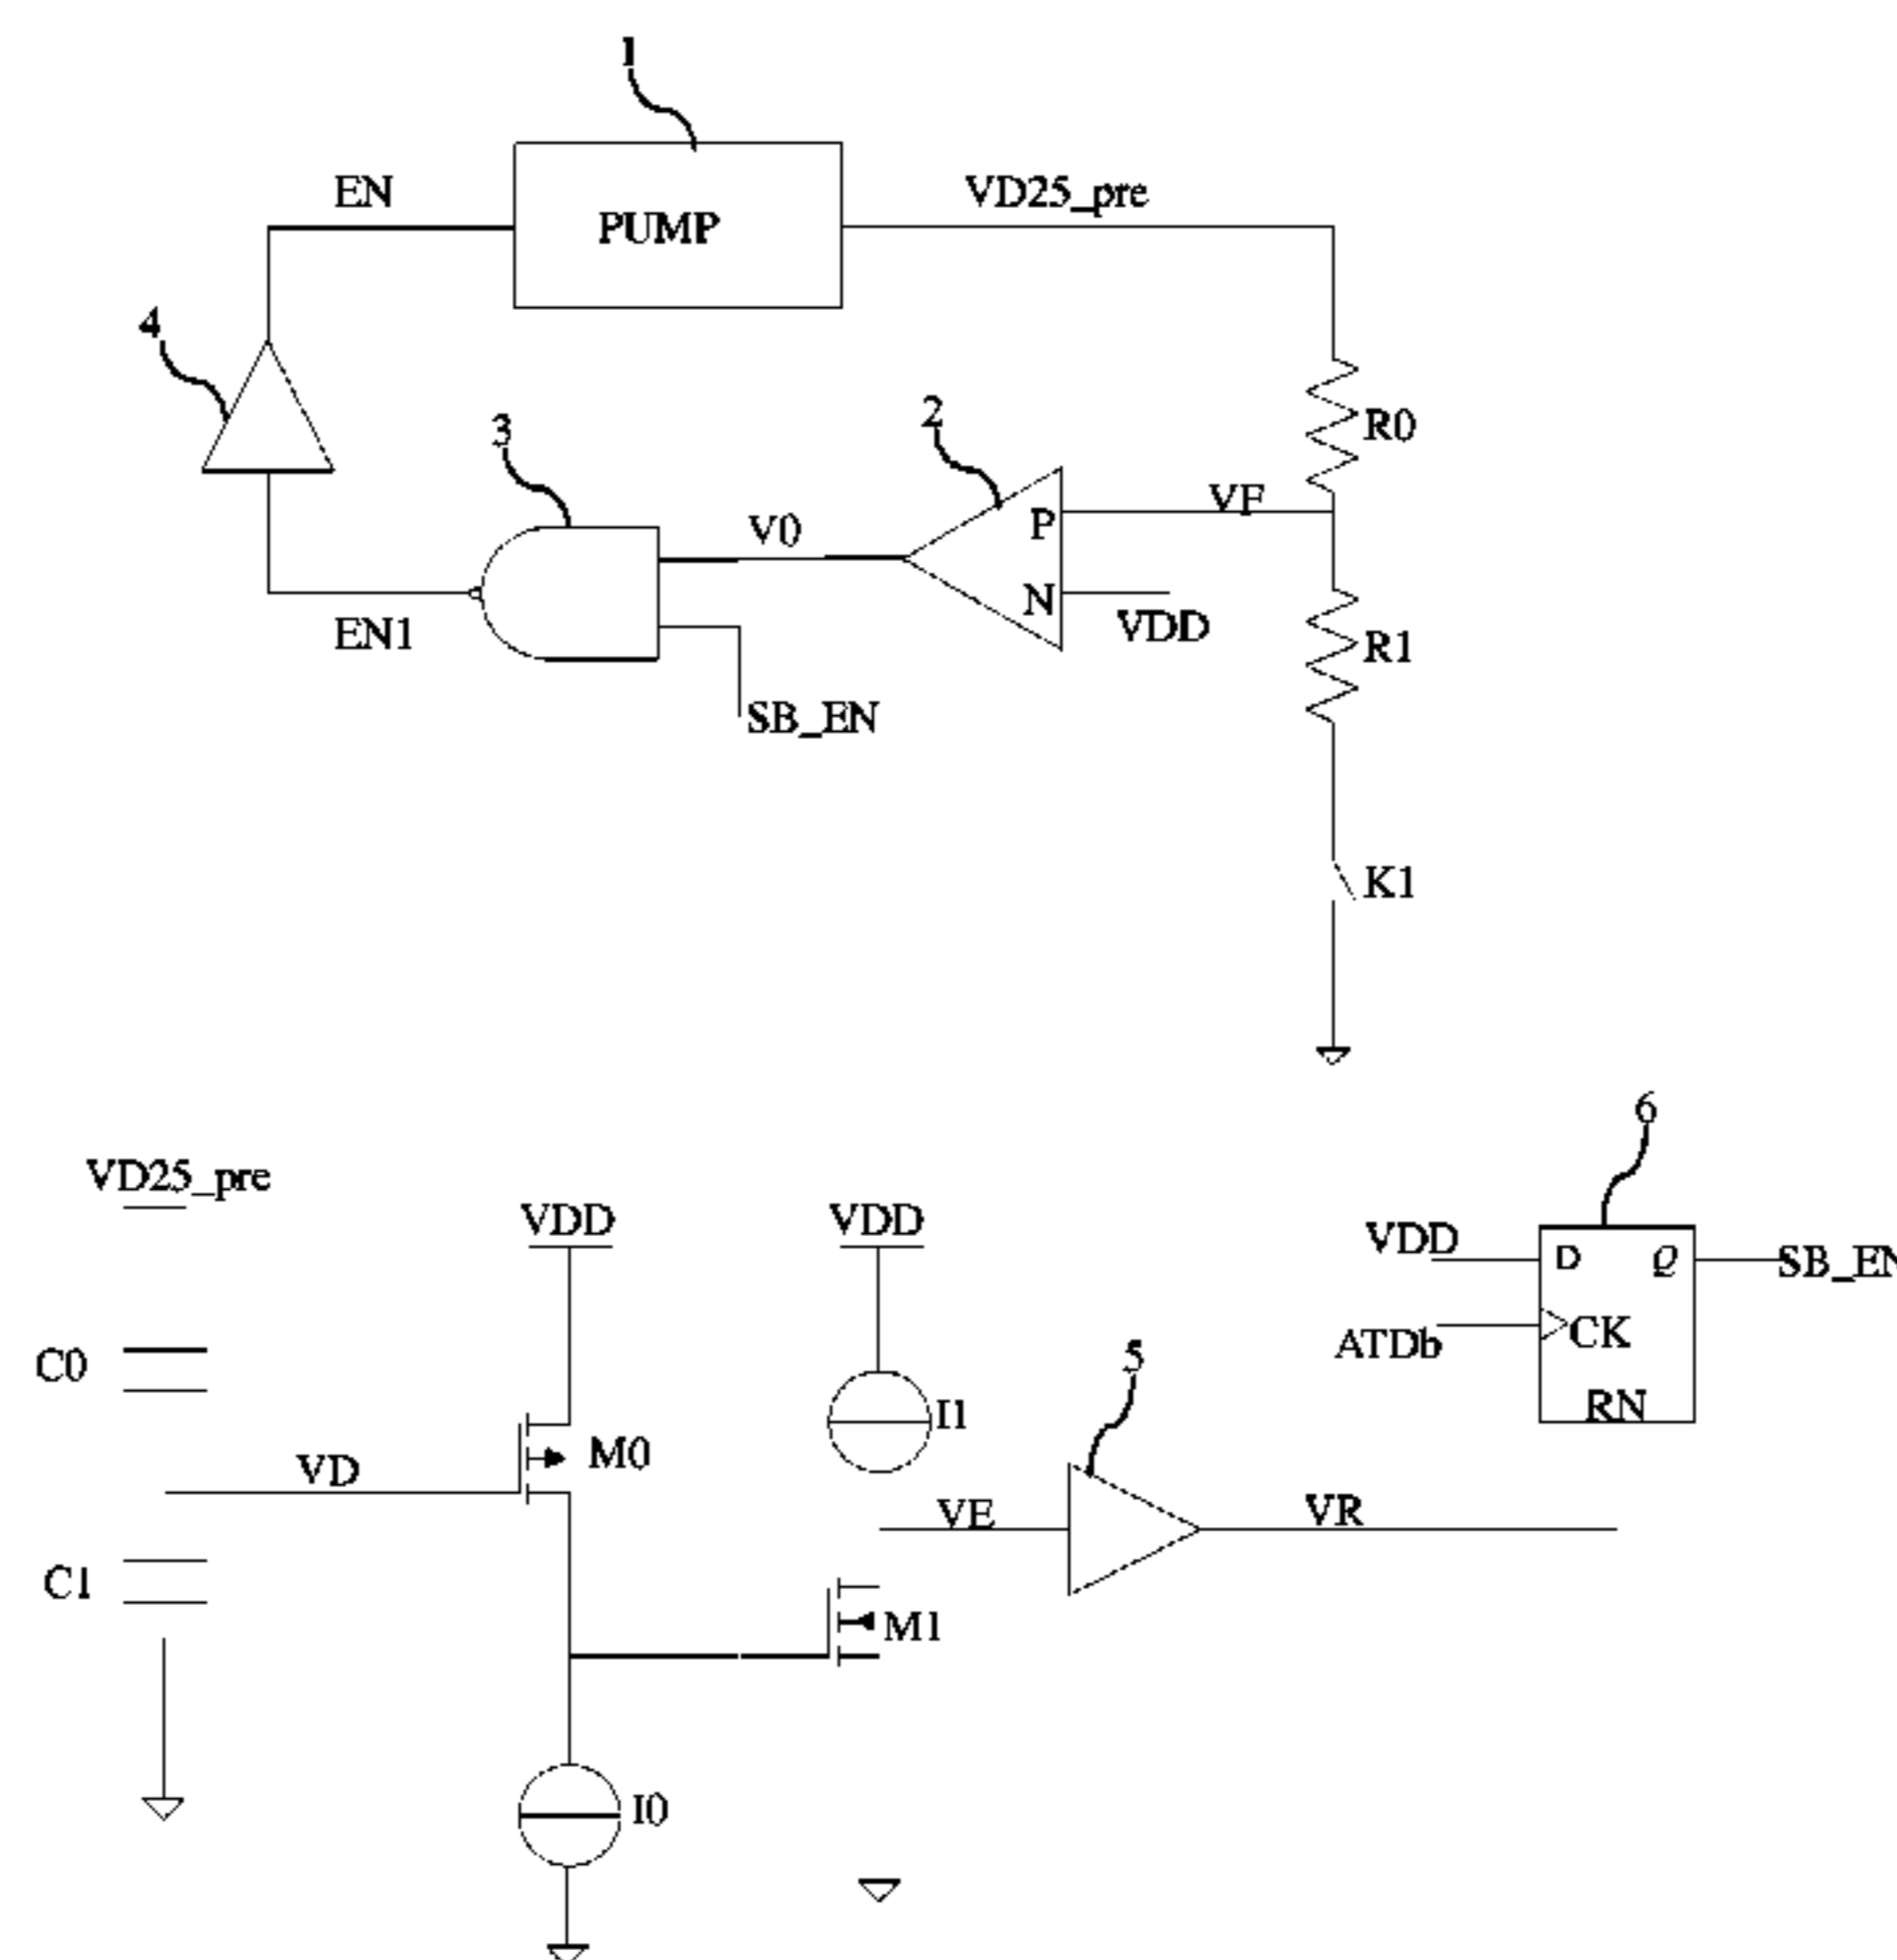 1
EN
PUMP
VD25_pre
4
3
2
R0
V0
P
VF
N
VDD
EN1
R1
SB_EN
K1
6
VD25_pre
VDD
VDD
VDD
D
Q
SB_EN
C0
I1
5
ATDb
CK
RN
VD
M0
VE
VR
C1
M1
I0